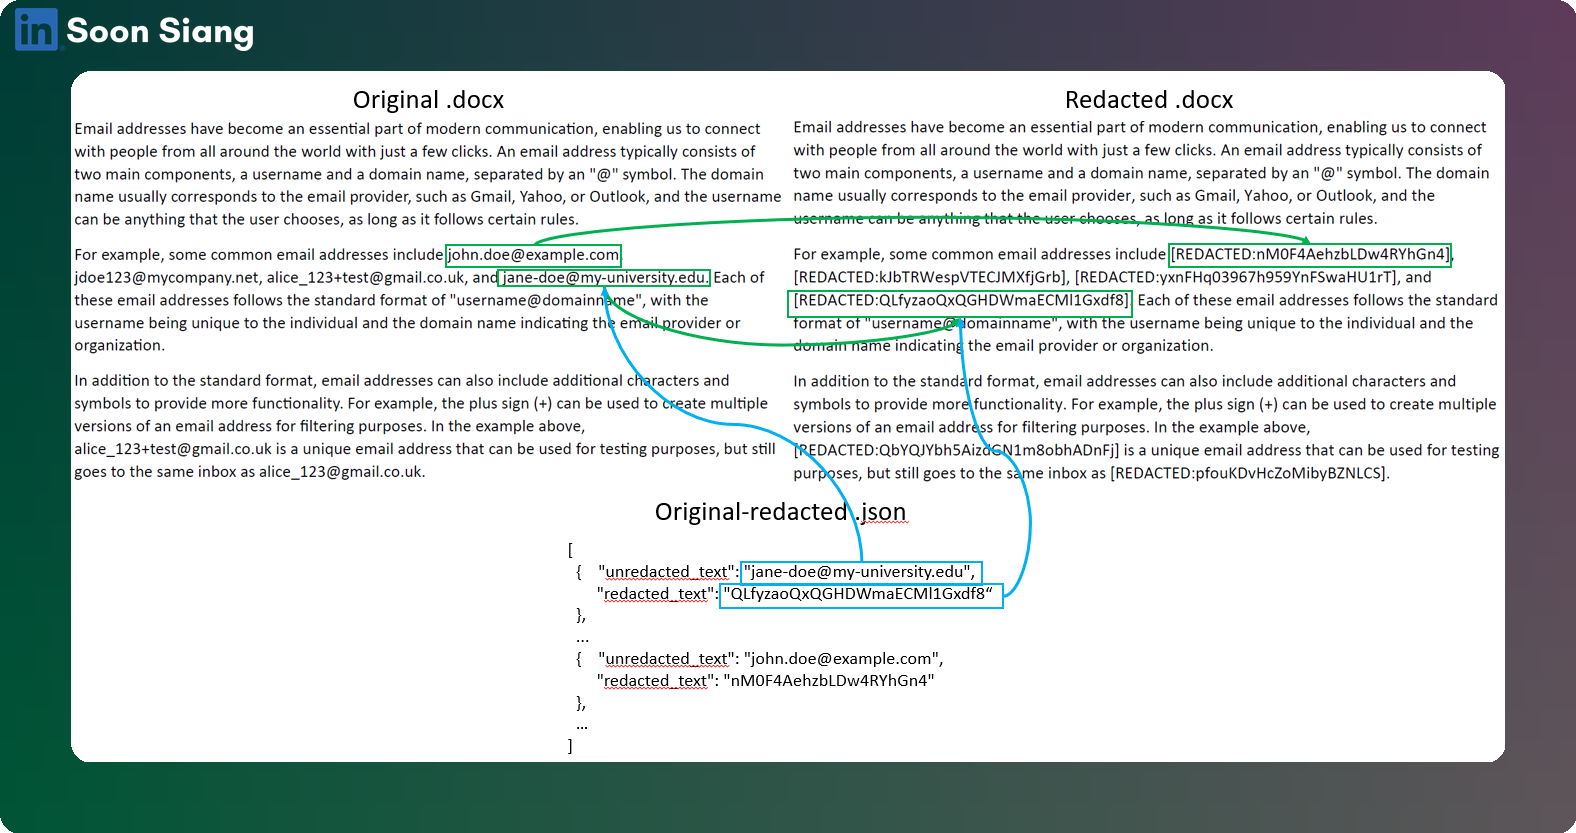 in Soon Siang
Original .docx
Email addresses have become an essential part of modern communication, enabling us to connect
with people from all around the world with just a few clicks. An email address typically consists of
two main components, a username and a domain name, separated by an "@" symbol. The domain
name usually corresponds to the email provider, such as Gmail, Yahoo, or Outlook, and the username
can be anything that the user chooses, as long as it follows certain rules.
For example, some common email addresses include john.doe@example.com,
jdoe123@mycompany.net, alice_123+test@gmail.co.uk, and jane-doe@my-university.edu. Each of
these email addresses follows the standard format of "username@domainname", with the
username being unique to the individual and the domain name indicating the email provider or
organization.
In addition to the standard format, email addresses can also include additional characters and
symbols to provide more functionality. For example, the plus sign (+) can be used to create multiple
versions of an email address for filtering purposes. In the example above,
alice_123+test@gmail.co.uk is a unique email address that can be used for testing purposes, but still
goes to the same inbox as alice_123@gmail.co.uk.
Redacted .docx
Email addresses have become an essential part of modern communication, enabling us to connect
with people from all around the world with just a few clicks. An email address typically consists of
two main components, a username and a domain name, separated by an "@" symbol. The domain
name usually corresponds to the email provider, such as Gmail, Yahoo, or Outlook, and the
username can be anything that the user chooses, as long as it follows certain rules.
For example, some common email addresses include [REDACTED:nM0F4AehzbLDw4RYhGn4],
[REDACTED:kJbTRWespVTECJMXfjGrb], [REDACTED:yxnFHq03967h959YnFSwaHU1rT], and
[REDACTED:QLfyzaoQxQGHDWmaECMl1Gxdf8]. Each of these email addresses follows the standard
format of "username@domainname", with the username being unique to the individual and the
domain name indicating the email provider or organization.
In addition to the standard format, email addresses can also include additional characters and
symbols to provide more functionality. For example, the plus sign (+) can be used to create multiple
versions of an email address for filtering purposes. In the example above,
[REDACTED:QbYQJYbh5AizdGN1m8obhADnFj] is a unique email address that can be used for testing
purposes, but still goes to the same inbox as [REDACTED:pfouKDvHcZoMibyBZNLCS].
Original-redacted .json
[
{ "unredacted_text": "jane-doe@my-university.edu",
"redacted_text": "QLfyzaoQxQGHDWmaECMl1Gxdf8“
},
...
{ "unredacted_text": "john.doe@example.com",
"redacted_text": "nM0F4AehzbLDw4RYhGn4"
},
...
]